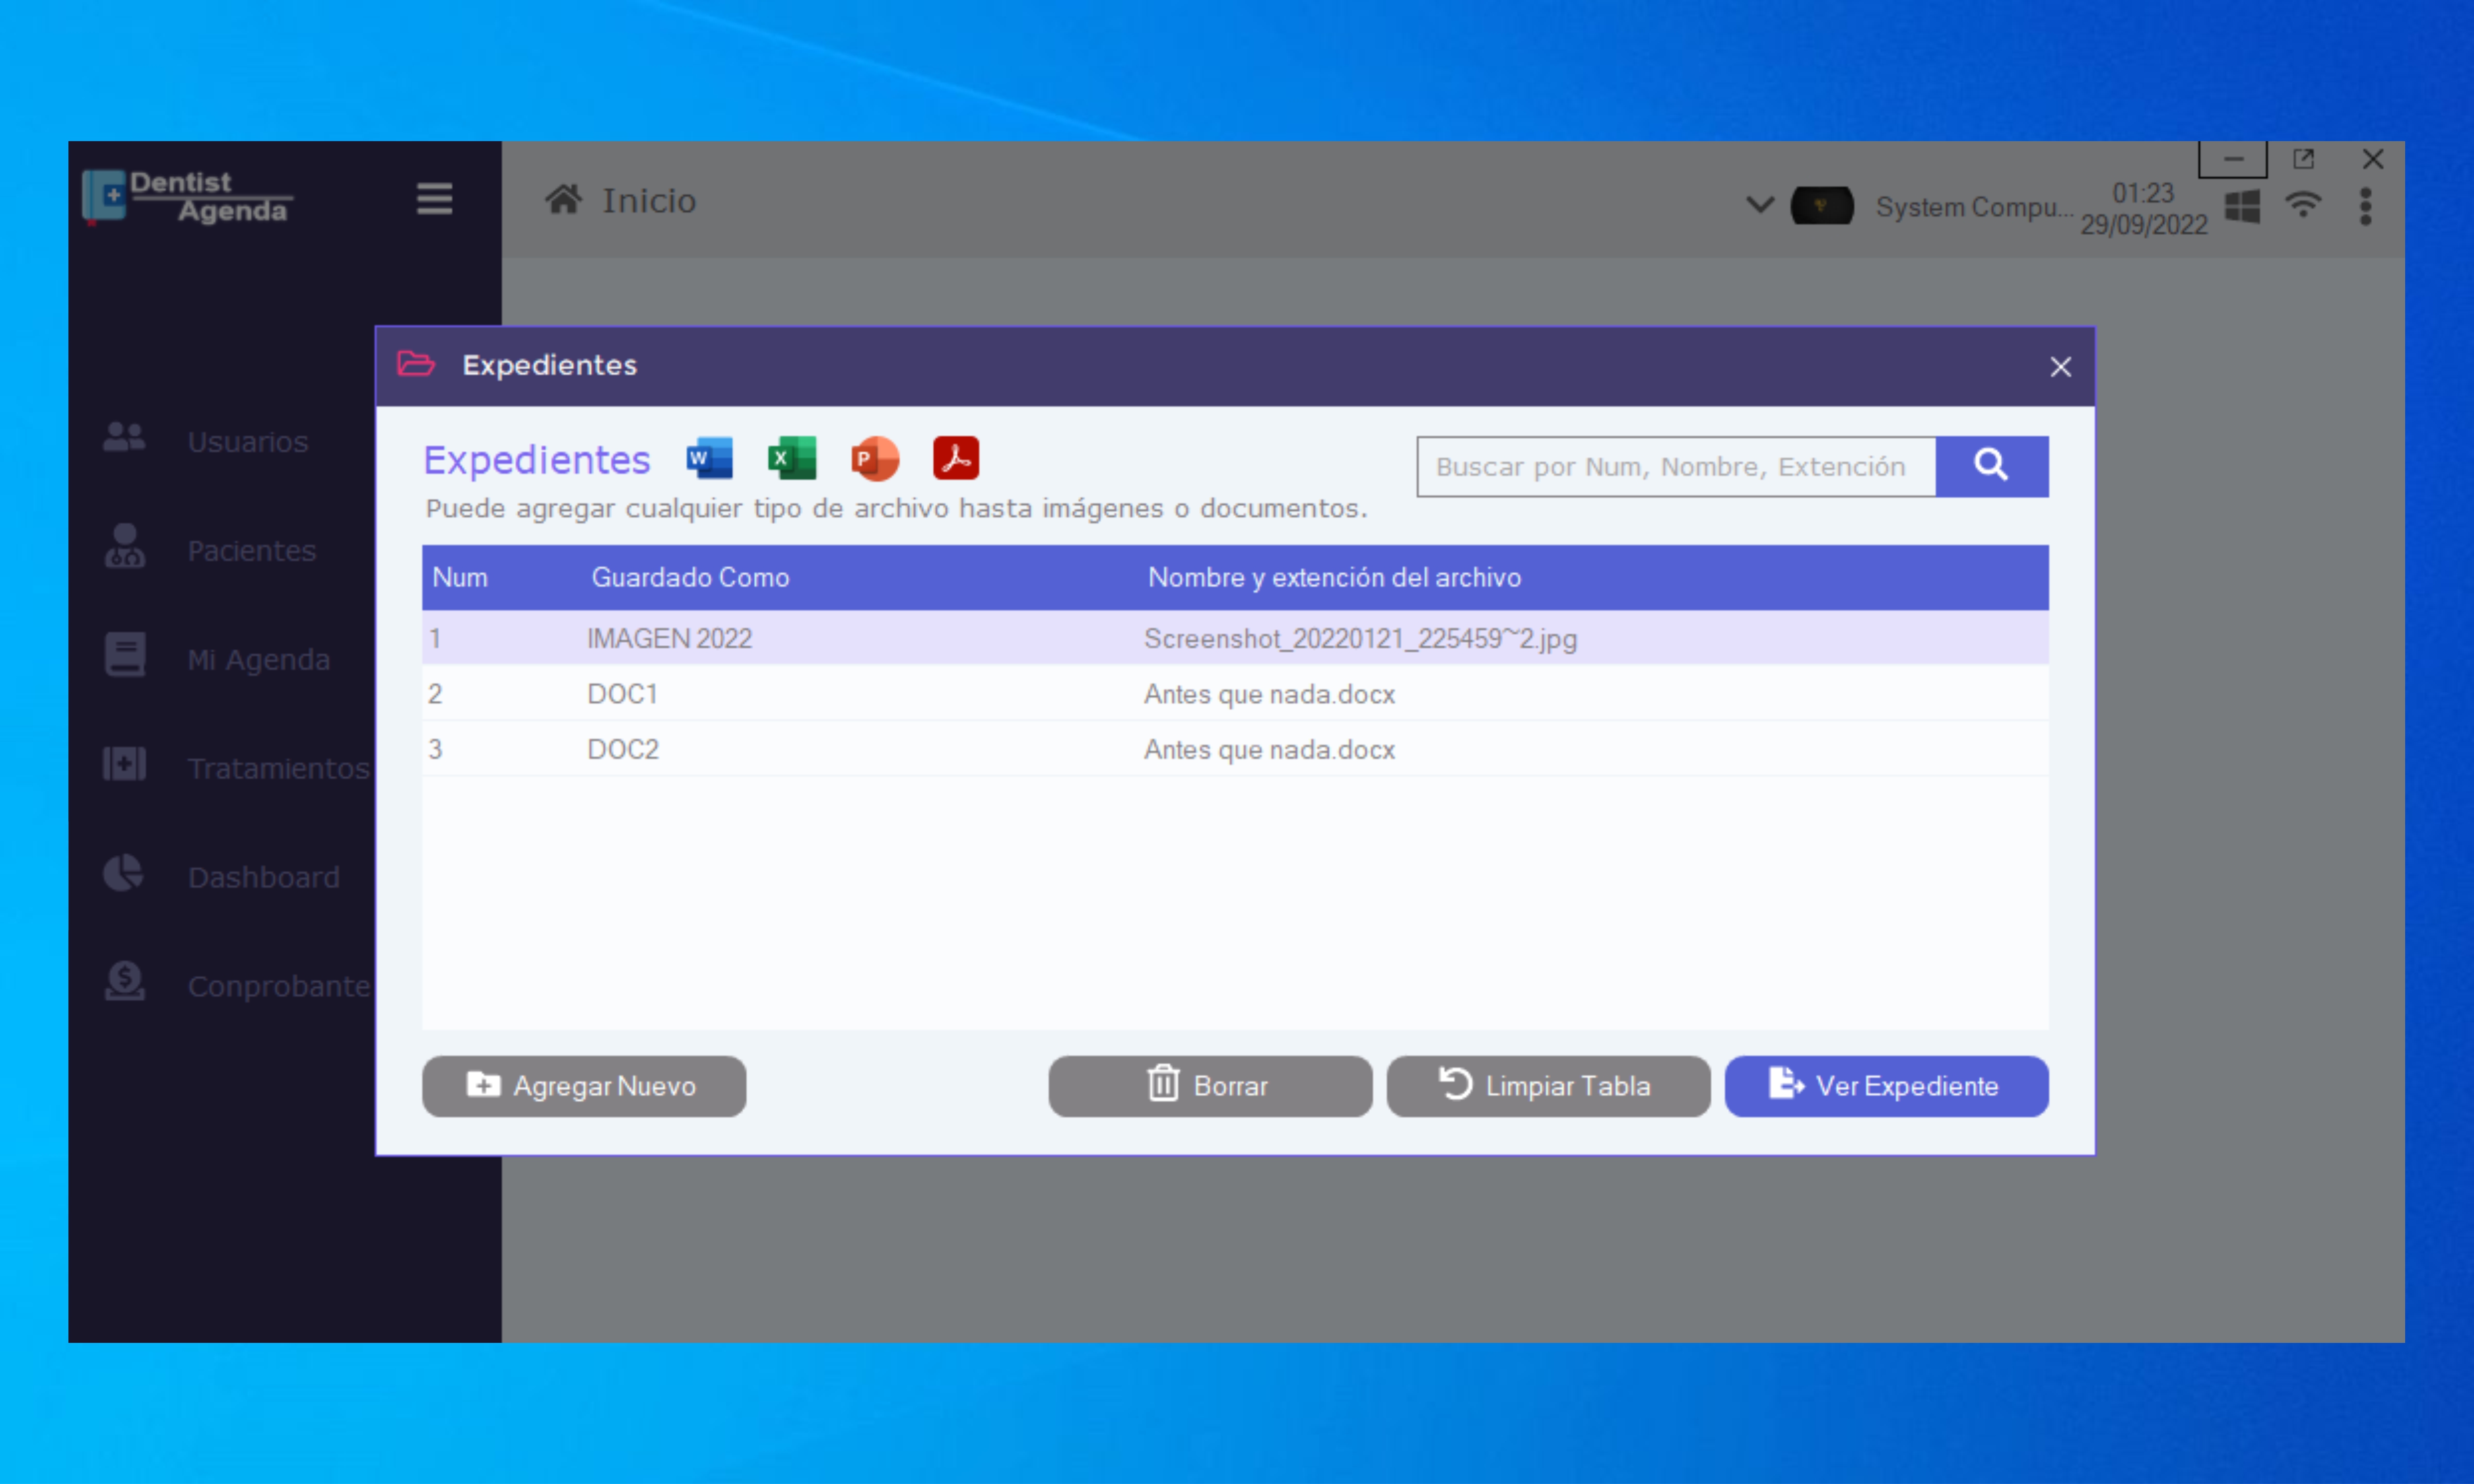 Dentist
Agenda
Inicio
System Compu...
01:23
29/09/2022
Expedientes
Usuarios
Pacientes
Mi Agenda
Tratamientos
Dashboard
Conprobante
Expedientes
Buscar por Num, Nombre, Extención
Puede agregar cualquier tipo de archivo hasta imágenes o documentos.
Num Guardado Como Nombre y extención del archivo
1 IMAGEN 2022 Screenshot_20220121_225459~2.jpg
2 DOC1 Antes que nada.docx
3 DOC2 Antes que nada.docx
Agregar Nuevo Borrar Limpiar Tabla Ver Expediente